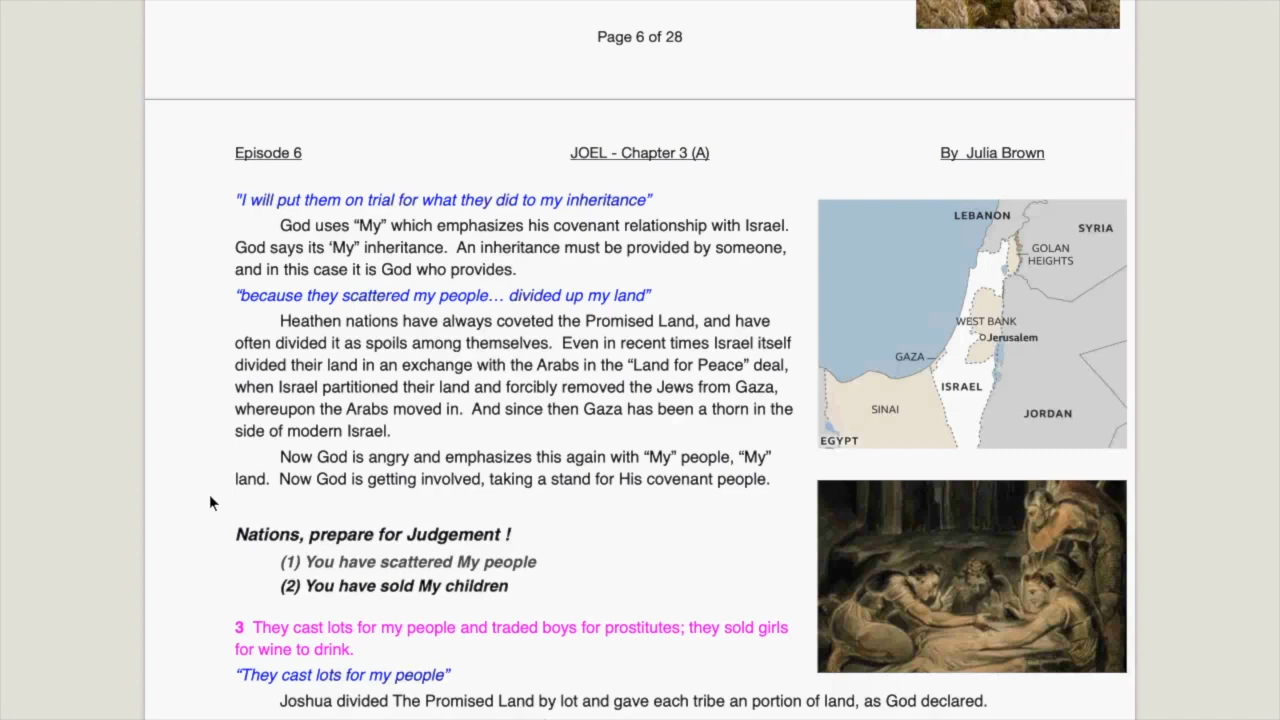 Page 6 of 28
Episode 6
JOEL - Chapter 3 (A)
By  Julia Brown
"I will put them on trial for what they did to my inheritance”
God uses “My” which emphasizes his covenant relationship with Israel.
God says its ‘My” inheritance.  An inheritance must be provided by someone,
and in this case it is God who provides.
“because they scattered my people… divided up my land”
Heathen nations have always coveted the Promised Land, and have
often divided it as spoils among themselves.  Even in recent times Israel itself
divided their land in an exchange with the Arabs in the “Land for Peace” deal,
when Israel partitioned their land and forcibly removed the Jews from Gaza,
whereupon the Arabs moved in.  And since then Gaza has been a thorn in the
side of modern Israel.
Now God is angry and emphasizes this again with “My” people, “My”
land.  Now God is getting involved, taking a stand for His covenant people.
Nations, prepare for Judgement !
(1) You have scattered My people
(2) You have sold My children
3  They cast lots for my people and traded boys for prostitutes; they sold girls
for wine to drink.
“They cast lots for my people”
Joshua divided The Promised Land by lot and gave each tribe an portion of land, as God declared.
LEBANON
SYRIA
GOLAN
HEIGHTS
WEST BANK
Jerusalem
GAZA
ISRAEL
SINAI
JORDAN
EGYPT